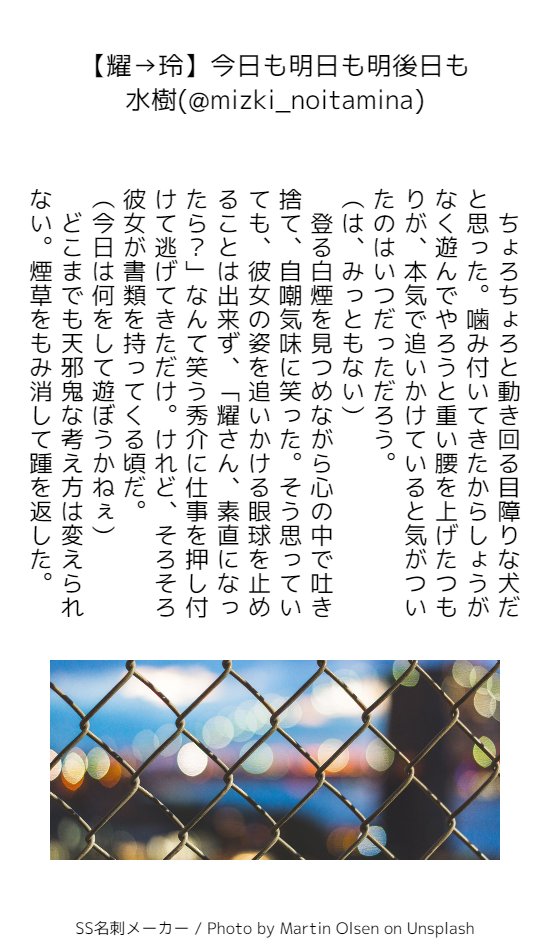 【耀→玲】今日も明日も明後日も
水樹(@mizki_noitamina)
ちょろちょろと動き回る目障りな犬だ
と思った。噛み付いてきたからしょうが
なく遊んでやろうと重い腰を上げたつも
りが、本気で追いかけていると気がつい
たのはいつだっただろう。
（は、みっともない）
登る白煙を見つめながら心の中で吐き
捨て、自嘲気味に笑った。そう思ってい
ても、彼女の姿を追いかける眼球を止め
ることは出来ず、「耀さん、素直になっ
たら？」なんて笑う秀介に仕事を押し付
けて逃げてきただけ。けれど、そろそろ
彼女が書類を持ってくる頃だ。
（今日は何をして遊ぼうかねぇ）
どこまでも天邪鬼な考え方は変えられ
ない。煙草をもみ消して踵を返した。
SS名刺メーカー / Photo by Martin Olsen on Unsplash